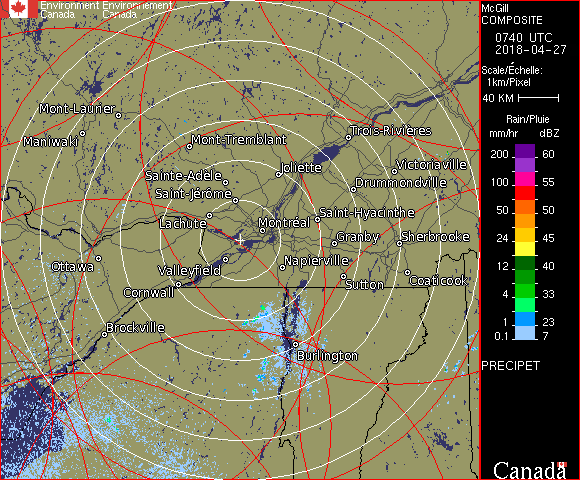 Environment Environnement
Canada Canada
McGill
COMPOSITE
0740 UTC
2018-04-27
Scale/Échelle:
1km/Pixel
40 KM
Rain/Pluie
mm/hr dBZ
200 60
150 57
100 55
50 50
24 45
12 40
4 33
1 23
0.1 7
PRECIPET
Canada
Mont-Laurier
Maniwaki
Mont-Tremblant
Trois-Rivières
Victoriaville
Joliette
Sainte-Adèle
Drummondville
Saint-Jérôme
Saint-Hyacinthe
Lachute
Montréal
Granby
Sherbrooke
Ottawa
Valleyfield
Napierville
Cornwall
Sutton
Coaticook
Brockville
Burlington